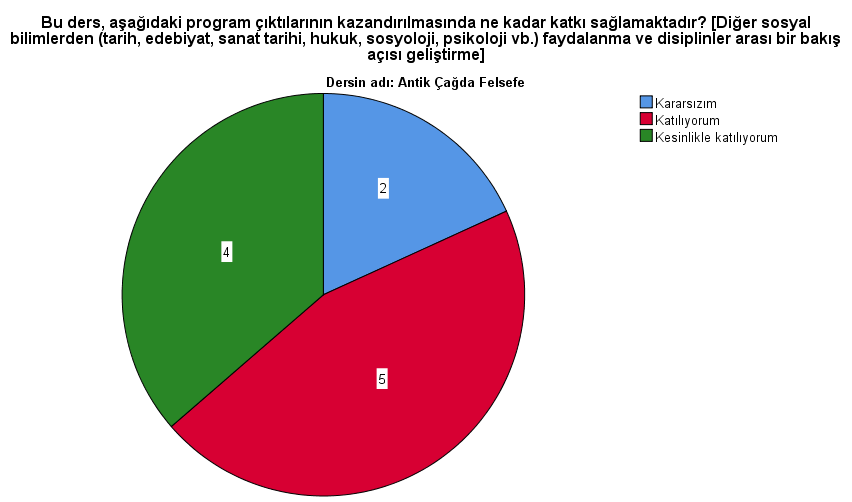 Bu ders, aşağıdaki program çıktılarının kazandırılmasında ne kadar katkı sağlamaktadır? [Diğer sosyal
bilimlerden (tarih, edebiyat, sanat tarihi, hukuk, sosyoloji, psikoloji vb.) faydalanma ve disiplinler arası bir bakış
açısı geliştirme]
Dersin adı: Antik Çağda Felsefe
Kararsızım
Katılıyorum
Kesinlikle katılıyorum
2
4
5